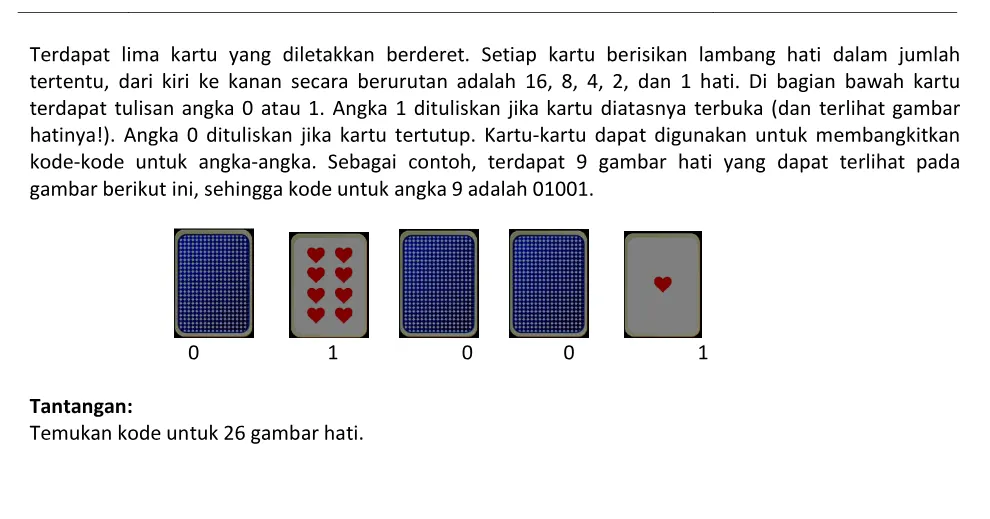 Terdapat lima kartu yang diletakkan berderet. Setiap kartu berisikan lambang hati dalam jumlah
tertentu, dari kiri ke kanan secara berurutan adalah 16, 8, 4, 2, dan 1 hati. Di bagian bawah kartu
terdapat tulisan angka 0 atau 1. Angka 1 dituliskan jika kartu diatasnya terbuka (dan terlihat gambar
hatinya!). Angka 0 dituliskan jika kartu tertutup. Kartu-kartu dapat digunakan untuk membangkitkan
kode-kode untuk angka-angka. Sebagai contoh, terdapat 9 gambar hati yang dapat terlihat pada
gambar berikut ini, sehingga kode untuk angka 9 adalah 01001.
0 1 0 0 1
Tantangan:
Temukan kode untuk 26 gambar hati.